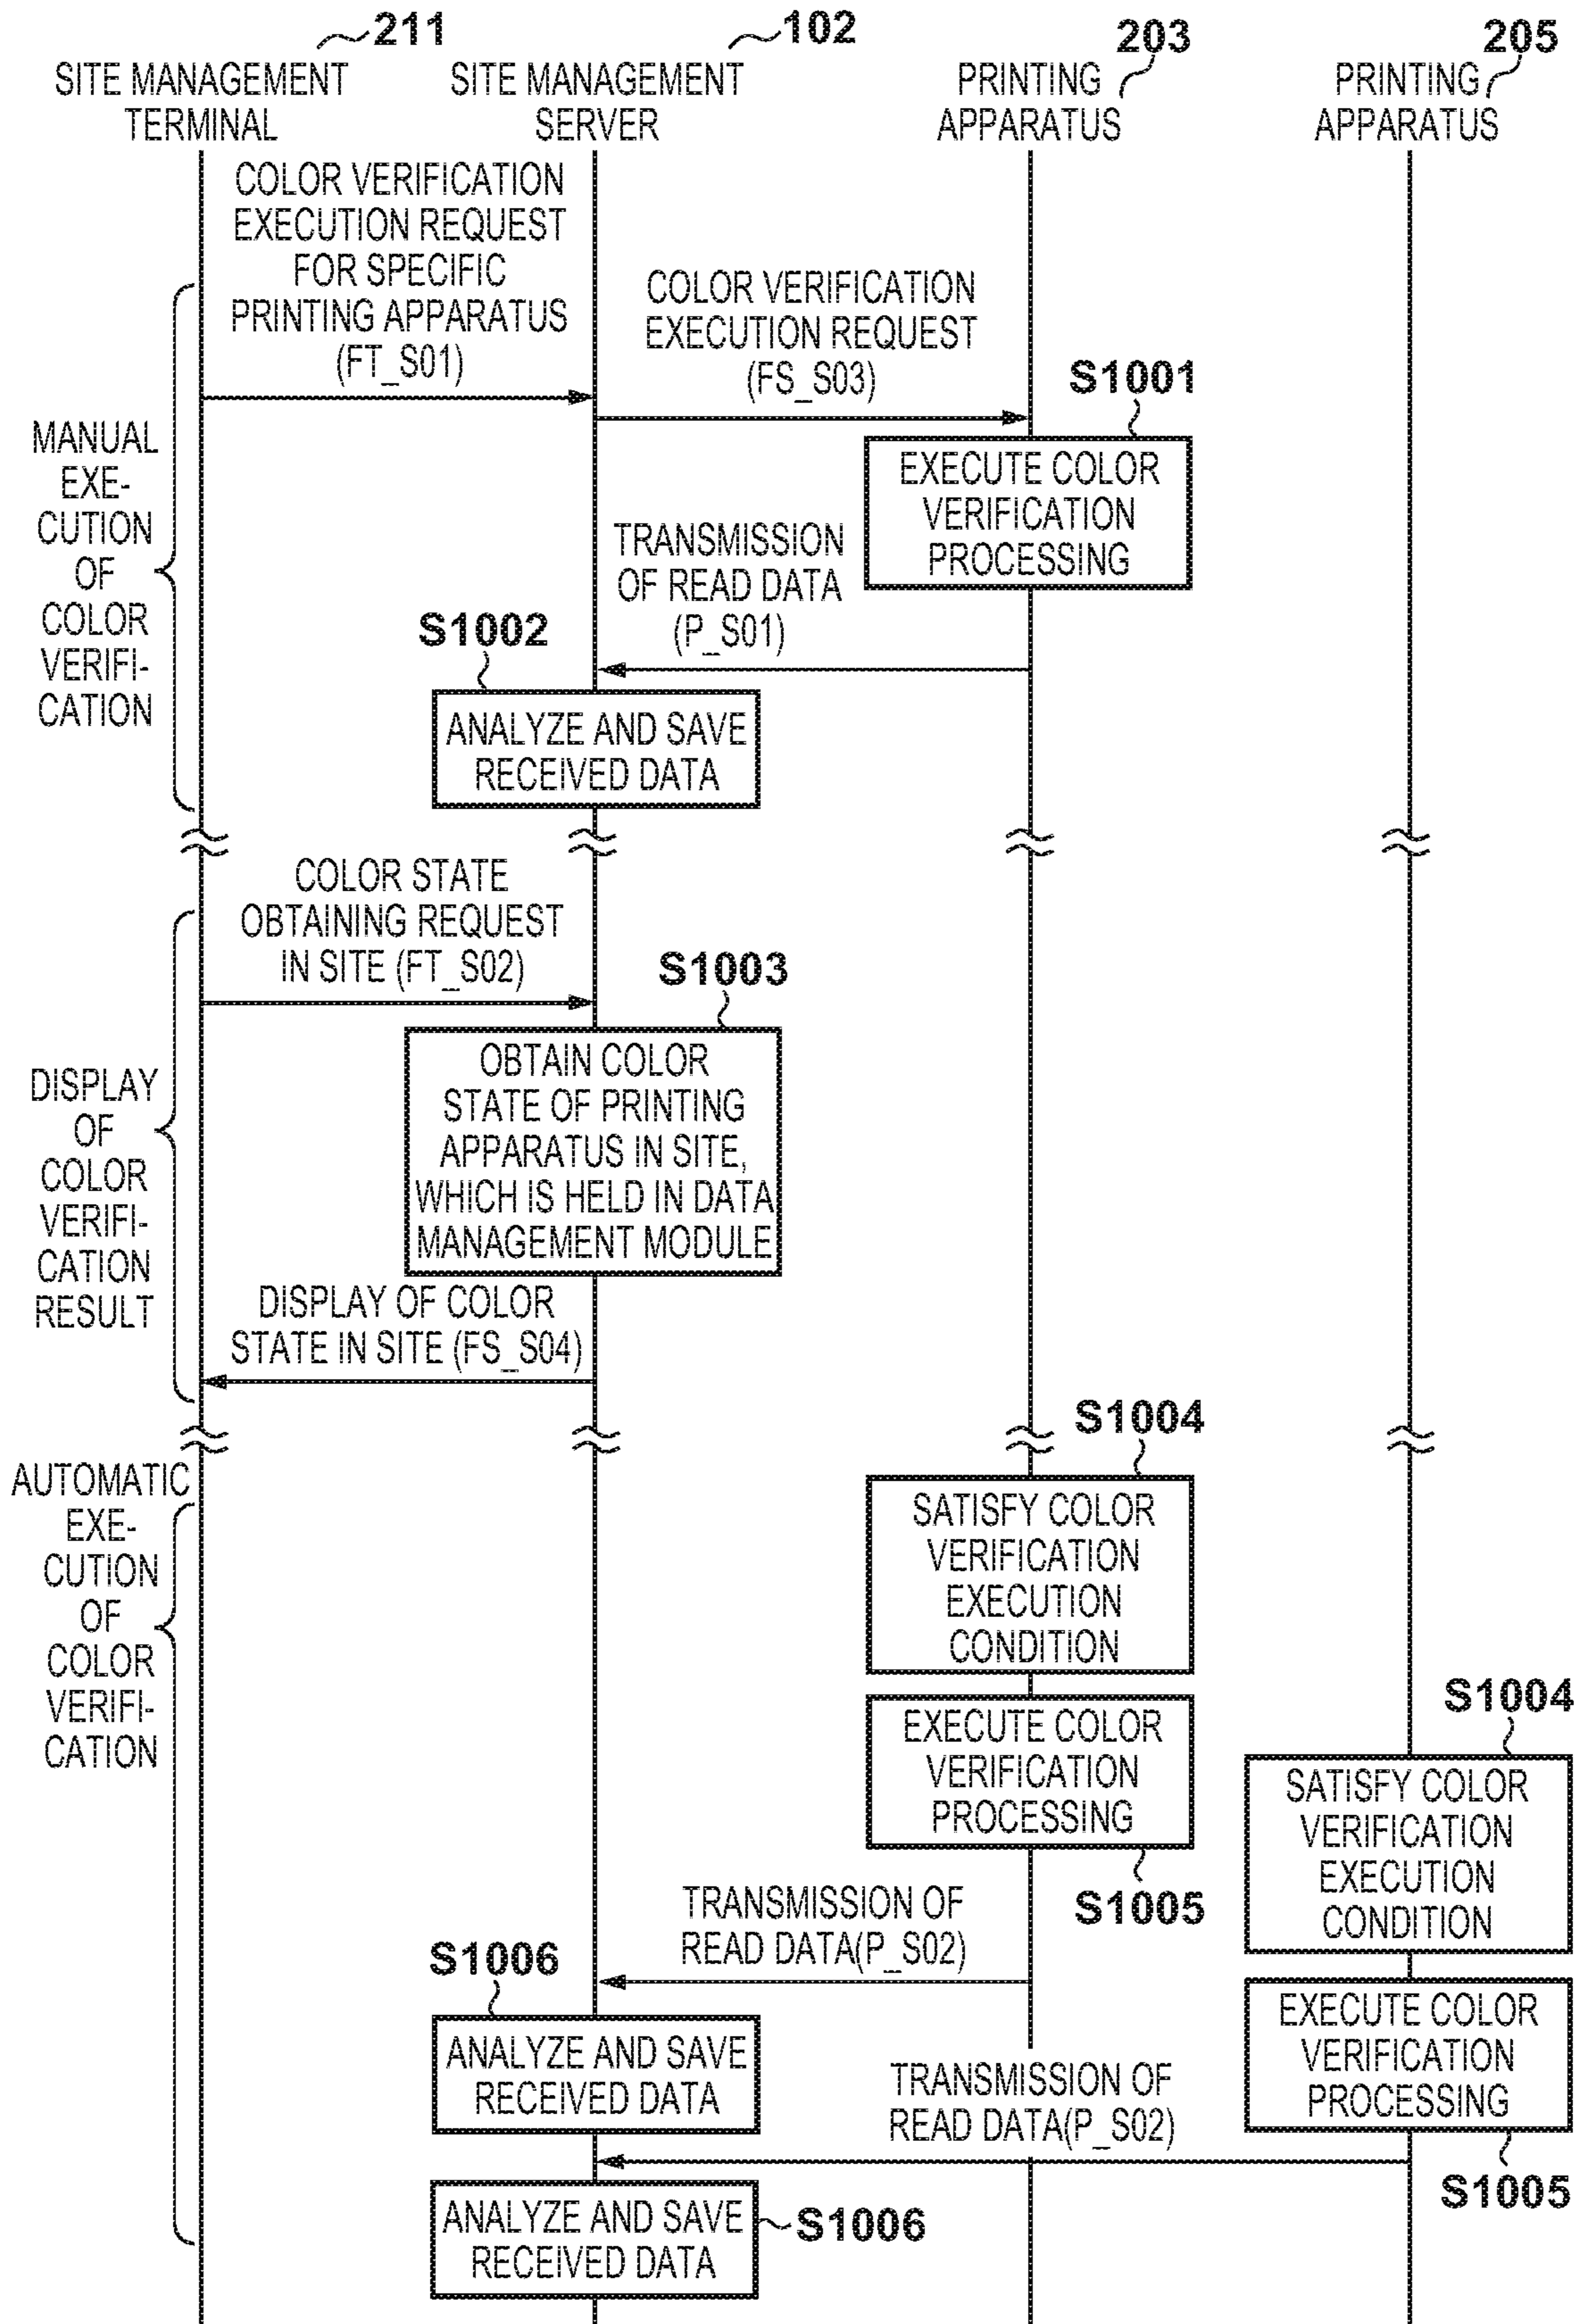 211
SITE MANAGEMENT
TERMINAL
102
SITE MANAGEMENT
SERVER
203
PRINTING
APPARATUS
205
PRINTING
APPARATUS
MANUAL
EXE-
CUTION
OF
COLOR
VERIFI-
CATION
COLOR VERIFICATION
EXECUTION REQUEST
FOR SPECIFIC
PRINTING APPARATUS
(FT_S01)
COLOR VERIFICATION
EXECUTION REQUEST
(FS_S03)
S1001
EXECUTE COLOR
VERIFICATION
PROCESSING
TRANSMISSION
OF READ DATA
(P_S01)
S1002
ANALYZE AND SAVE
RECEIVED DATA
DISPLAY
OF
COLOR
VERIFI-
CATION
RESULT
COLOR STATE
OBTAINING REQUEST
IN SITE (FT_S02)
S1003
OBTAIN COLOR
STATE OF PRINTING
APPARATUS IN SITE,
WHICH IS HELD IN DATA
MANAGEMENT MODULE
DISPLAY OF COLOR
STATE IN SITE (FS_S04)
AUTOMATIC
EXE-
CUTION
OF
COLOR
VERIFI-
CATION
S1004
SATISFY COLOR
VERIFICATION
EXECUTION
CONDITION
EXECUTE COLOR
VERIFICATION
PROCESSING
S1005
S1004
SATISFY COLOR
VERIFICATION
EXECUTION
CONDITION
TRANSMISSION OF
READ DATA(P_S02)
S1006
ANALYZE AND SAVE
RECEIVED DATA
EXECUTE COLOR
VERIFICATION
PROCESSING
S1005
TRANSMISSION OF
READ DATA(P_S02)
ANALYZE AND SAVE
RECEIVED DATA
S1006